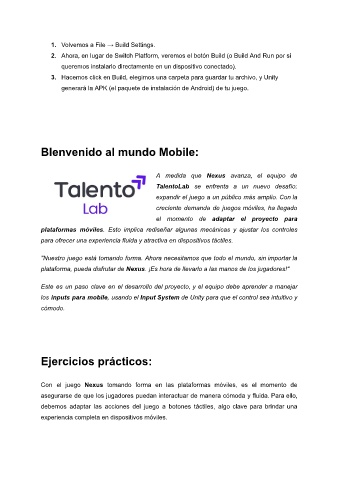 1. Volvemos a File → Build Settings.
2. Ahora, en lugar de Switch Platform, veremos el botón Build (o Build And Run por si
queremos instalarlo directamente en un dispositivo conectado).
3. Hacemos click en Build, elegimos una carpeta para guardar tu archivo, y Unity
generará la APK (el paquete de instalación de Android) de tu juego.
BIenvenido al mundo Mobile:
Talento
Lab
A medida que Nexus avanza, el equipo de
TalentoLab se enfrenta a un nuevo desafío:
expandir el juego a un público más amplio. Con la
creciente demanda de juegos móviles, ha llegado
el momento de adaptar el proyecto para
plataformas móviles. Esto implica rediseñar algunas mecánicas y ajustar los controles
para ofrecer una experiencia fluida y atractiva en dispositivos táctiles.
"Nuestro juego está tomando forma. Ahora necesitamos que todo el mundo, sin importar la
plataforma, pueda disfrutar de Nexus. ¡Es hora de llevarlo a las manos de los jugadores!"
Este es un paso clave en el desarrollo del proyecto, y el equipo debe aprender a manejar
los inputs para mobile, usando el Input System de Unity para que el control sea intuitivo y
cómodo.
Ejercicios prácticos:
Con el juego Nexus tomando forma en las plataformas móviles, es el momento de
asegurarse de que los jugadores puedan interactuar de manera cómoda y fluida. Para ello,
debemos adaptar las acciones del juego a botones táctiles, algo clave para brindar una
experiencia completa en dispositivos móviles.